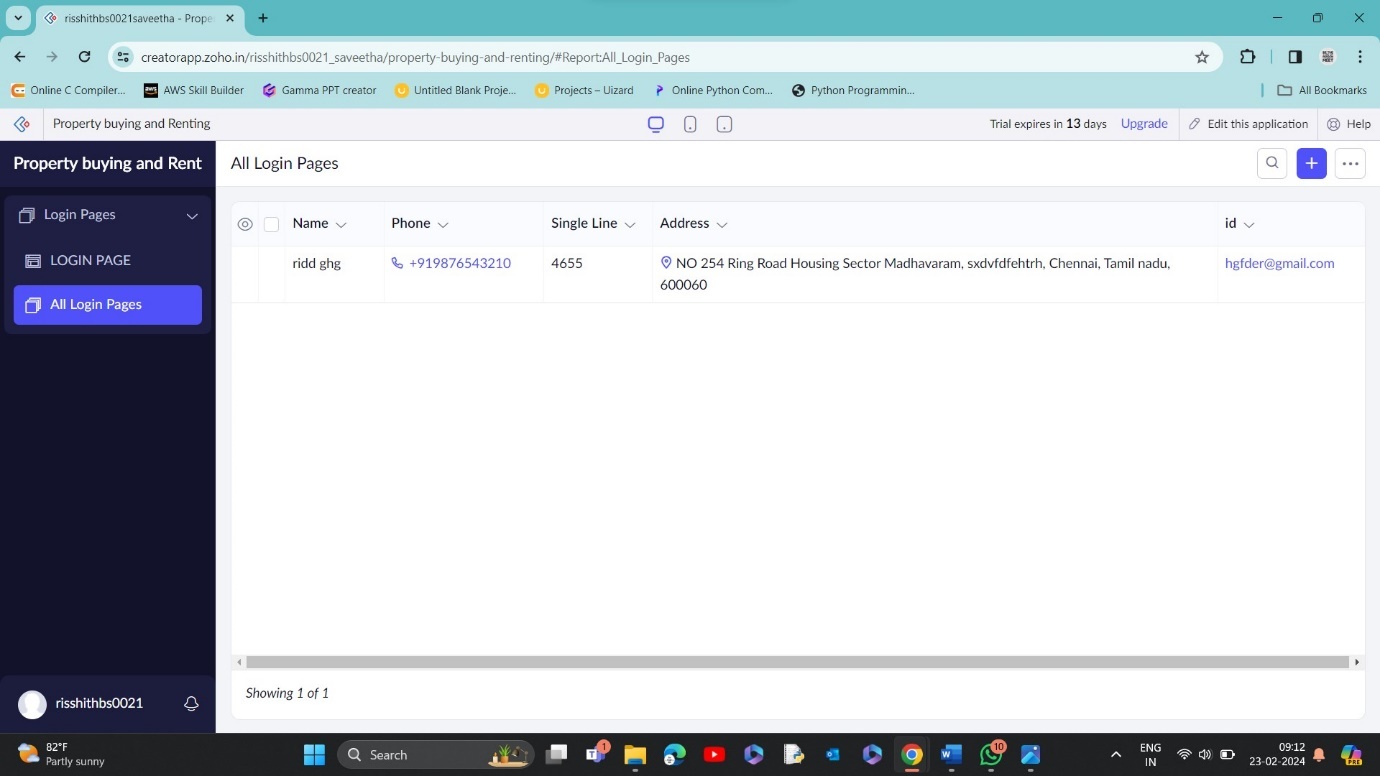 risshithbs0021saveetha - Prope
creatorapp.zoho.in/risshithbs0021_saveetha/property-buying-and-renting/#Report:All_Login_Pages
Online C Compiler... AWS Skill Builder Gamma PPT creator Untitled Blank Proje... Projects – Uizard Online Python Com... Python Programmin... All Bookmarks
Property buying and Renting Trial expires in 13 days Upgrade Edit this application Help
Property buying and Rent All Login Pages
Login Pages
LOGIN PAGE
All Login Pages
Name Phone Single Line Address id
ridd ghg +919876543210 4655 NO 254 Ring Road Housing Sector Madhavaram, sxdvfdfehtrh, Chennai, Tamil nadu, hgfder@gmail.com
600060
Showing 1 of 1
risshithbs0021
82°F
Partly sunny
Search
1
10
ENG
IN
09:12
23-02-2024
PRE